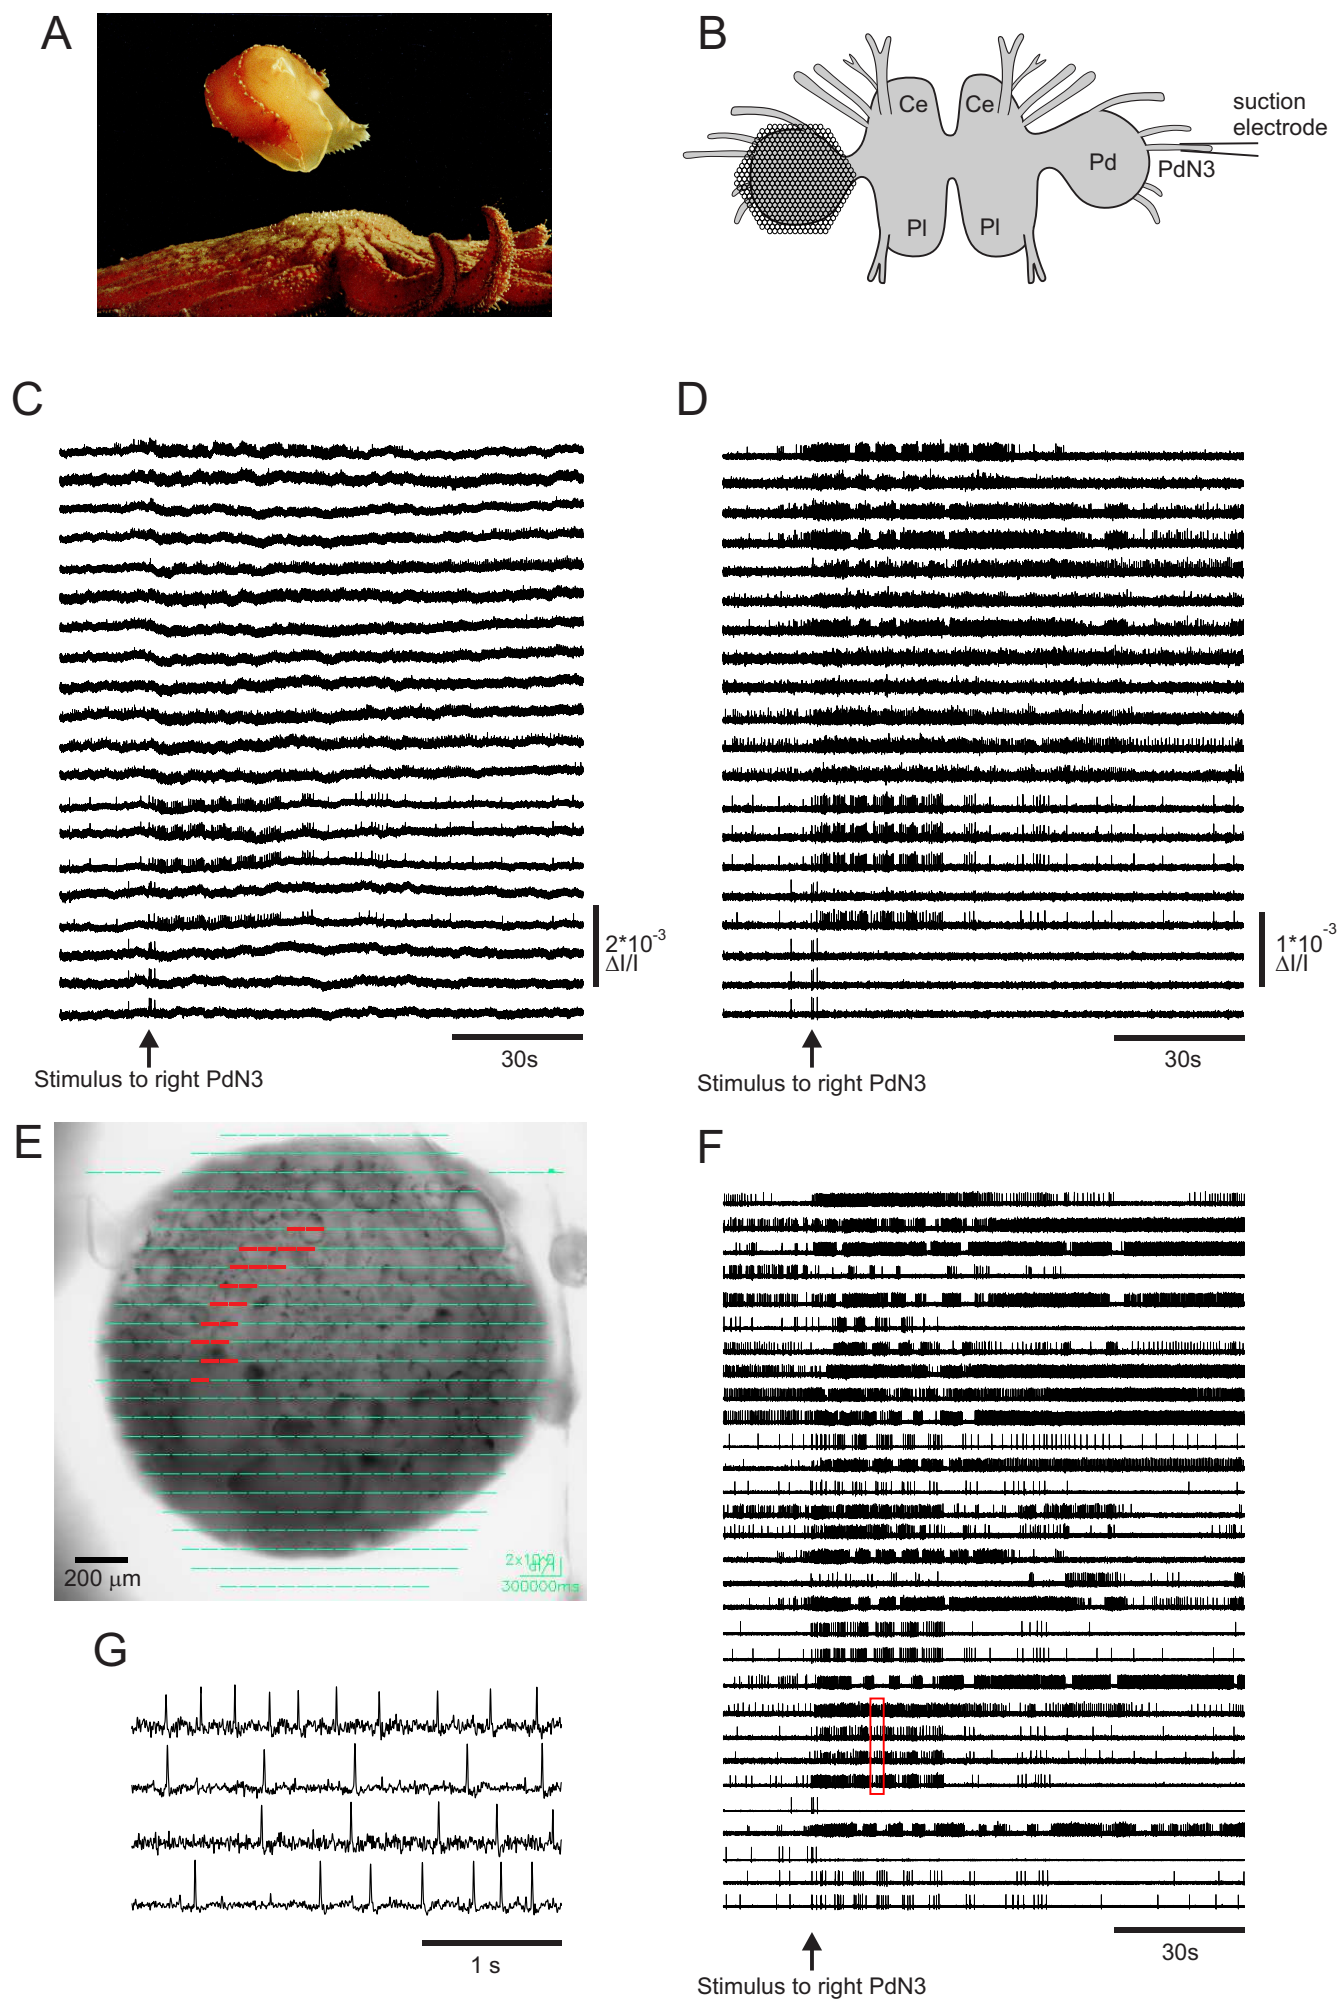 A
B
Ce
Ce
suction
electrode
Pd
PdN3
Pl
Pl
C
D
2*10-3
ΔI/I
1*10-3
ΔI/I
30s
30s
Stimulus to right PdN3
Stimulus to right PdN3
E
F
200 μm
300000ms
G
1 s
30s
Stimulus to right PdN3